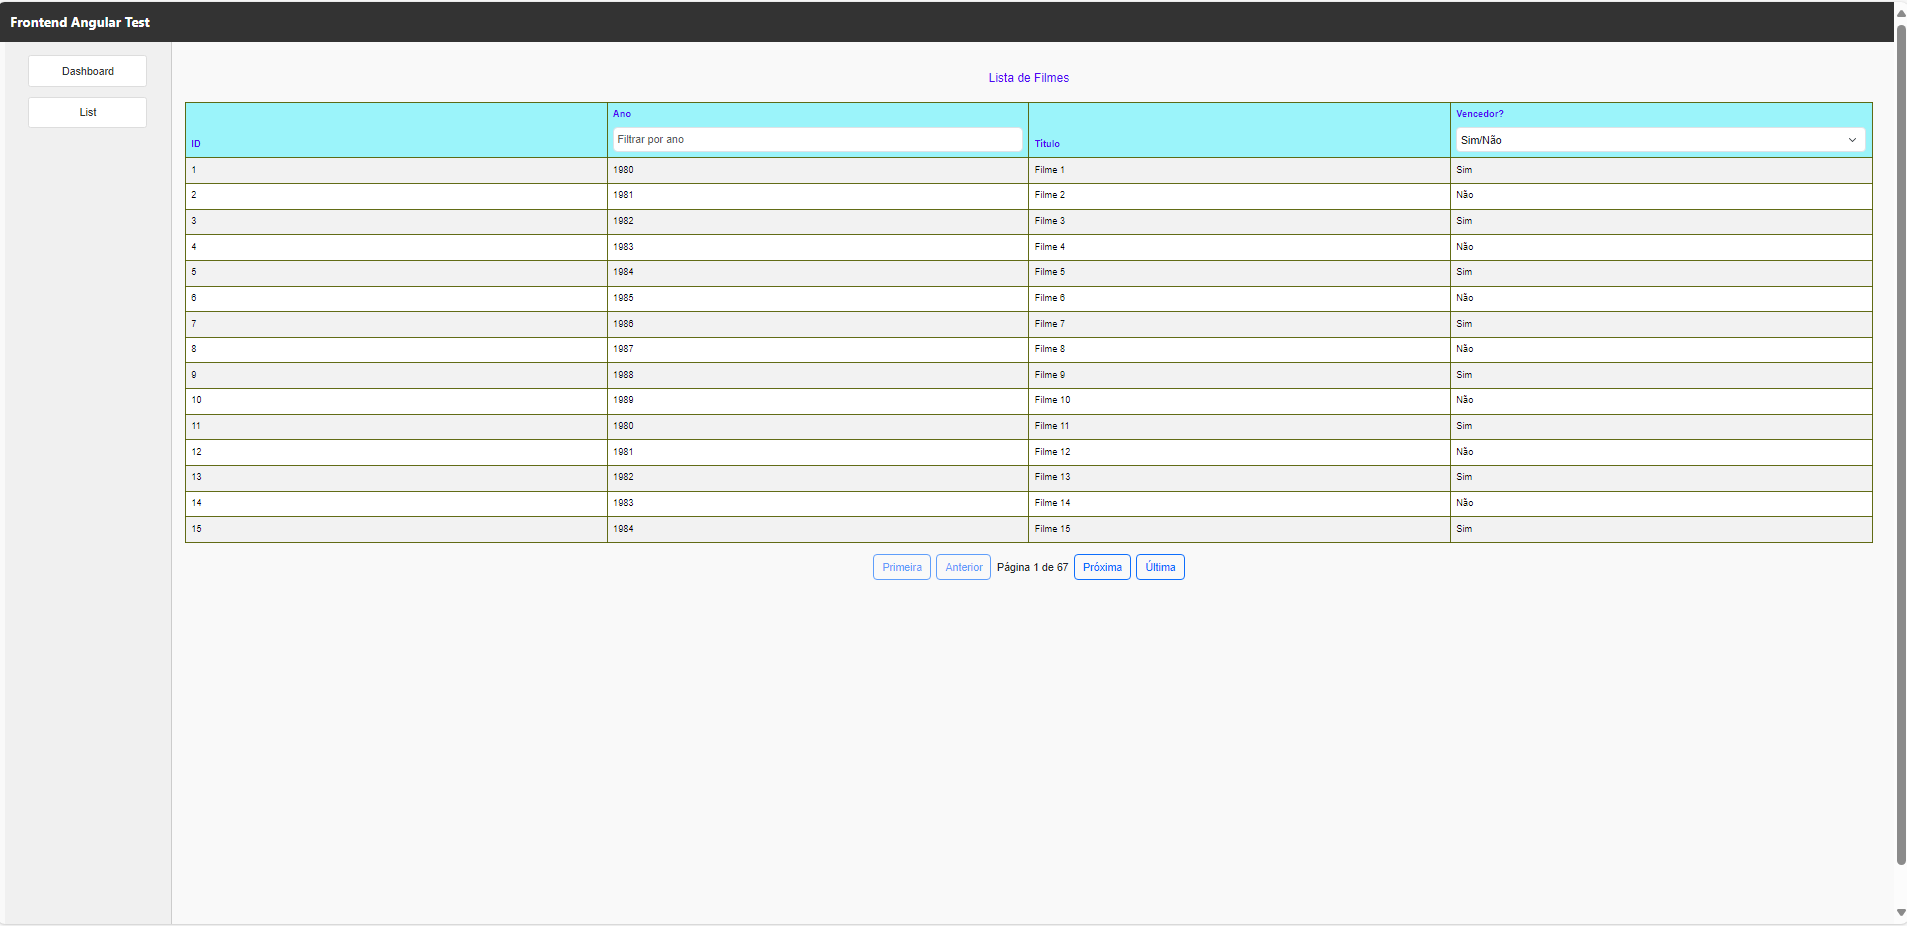 Frontend Angular Test
Dashboard
List
Lista de Filmes
ID Ano Título Vencedor?
Filtrar por ano Sim/Não
1 1980 Filme 1 Sim
2 1981 Filme 2 Não
3 1982 Filme 3 Sim
4 1983 Filme 4 Não
5 1984 Filme 5 Sim
6 1985 Filme 6 Não
7 1986 Filme 7 Sim
8 1987 Filme 8 Não
9 1988 Filme 9 Sim
10 1989 Filme 10 Não
11 1980 Filme 11 Sim
12 1981 Filme 12 Não
13 1982 Filme 13 Sim
14 1983 Filme 14 Não
15 1984 Filme 15 Sim
Primeira Anterior Página 1 de 67 Próxima Última